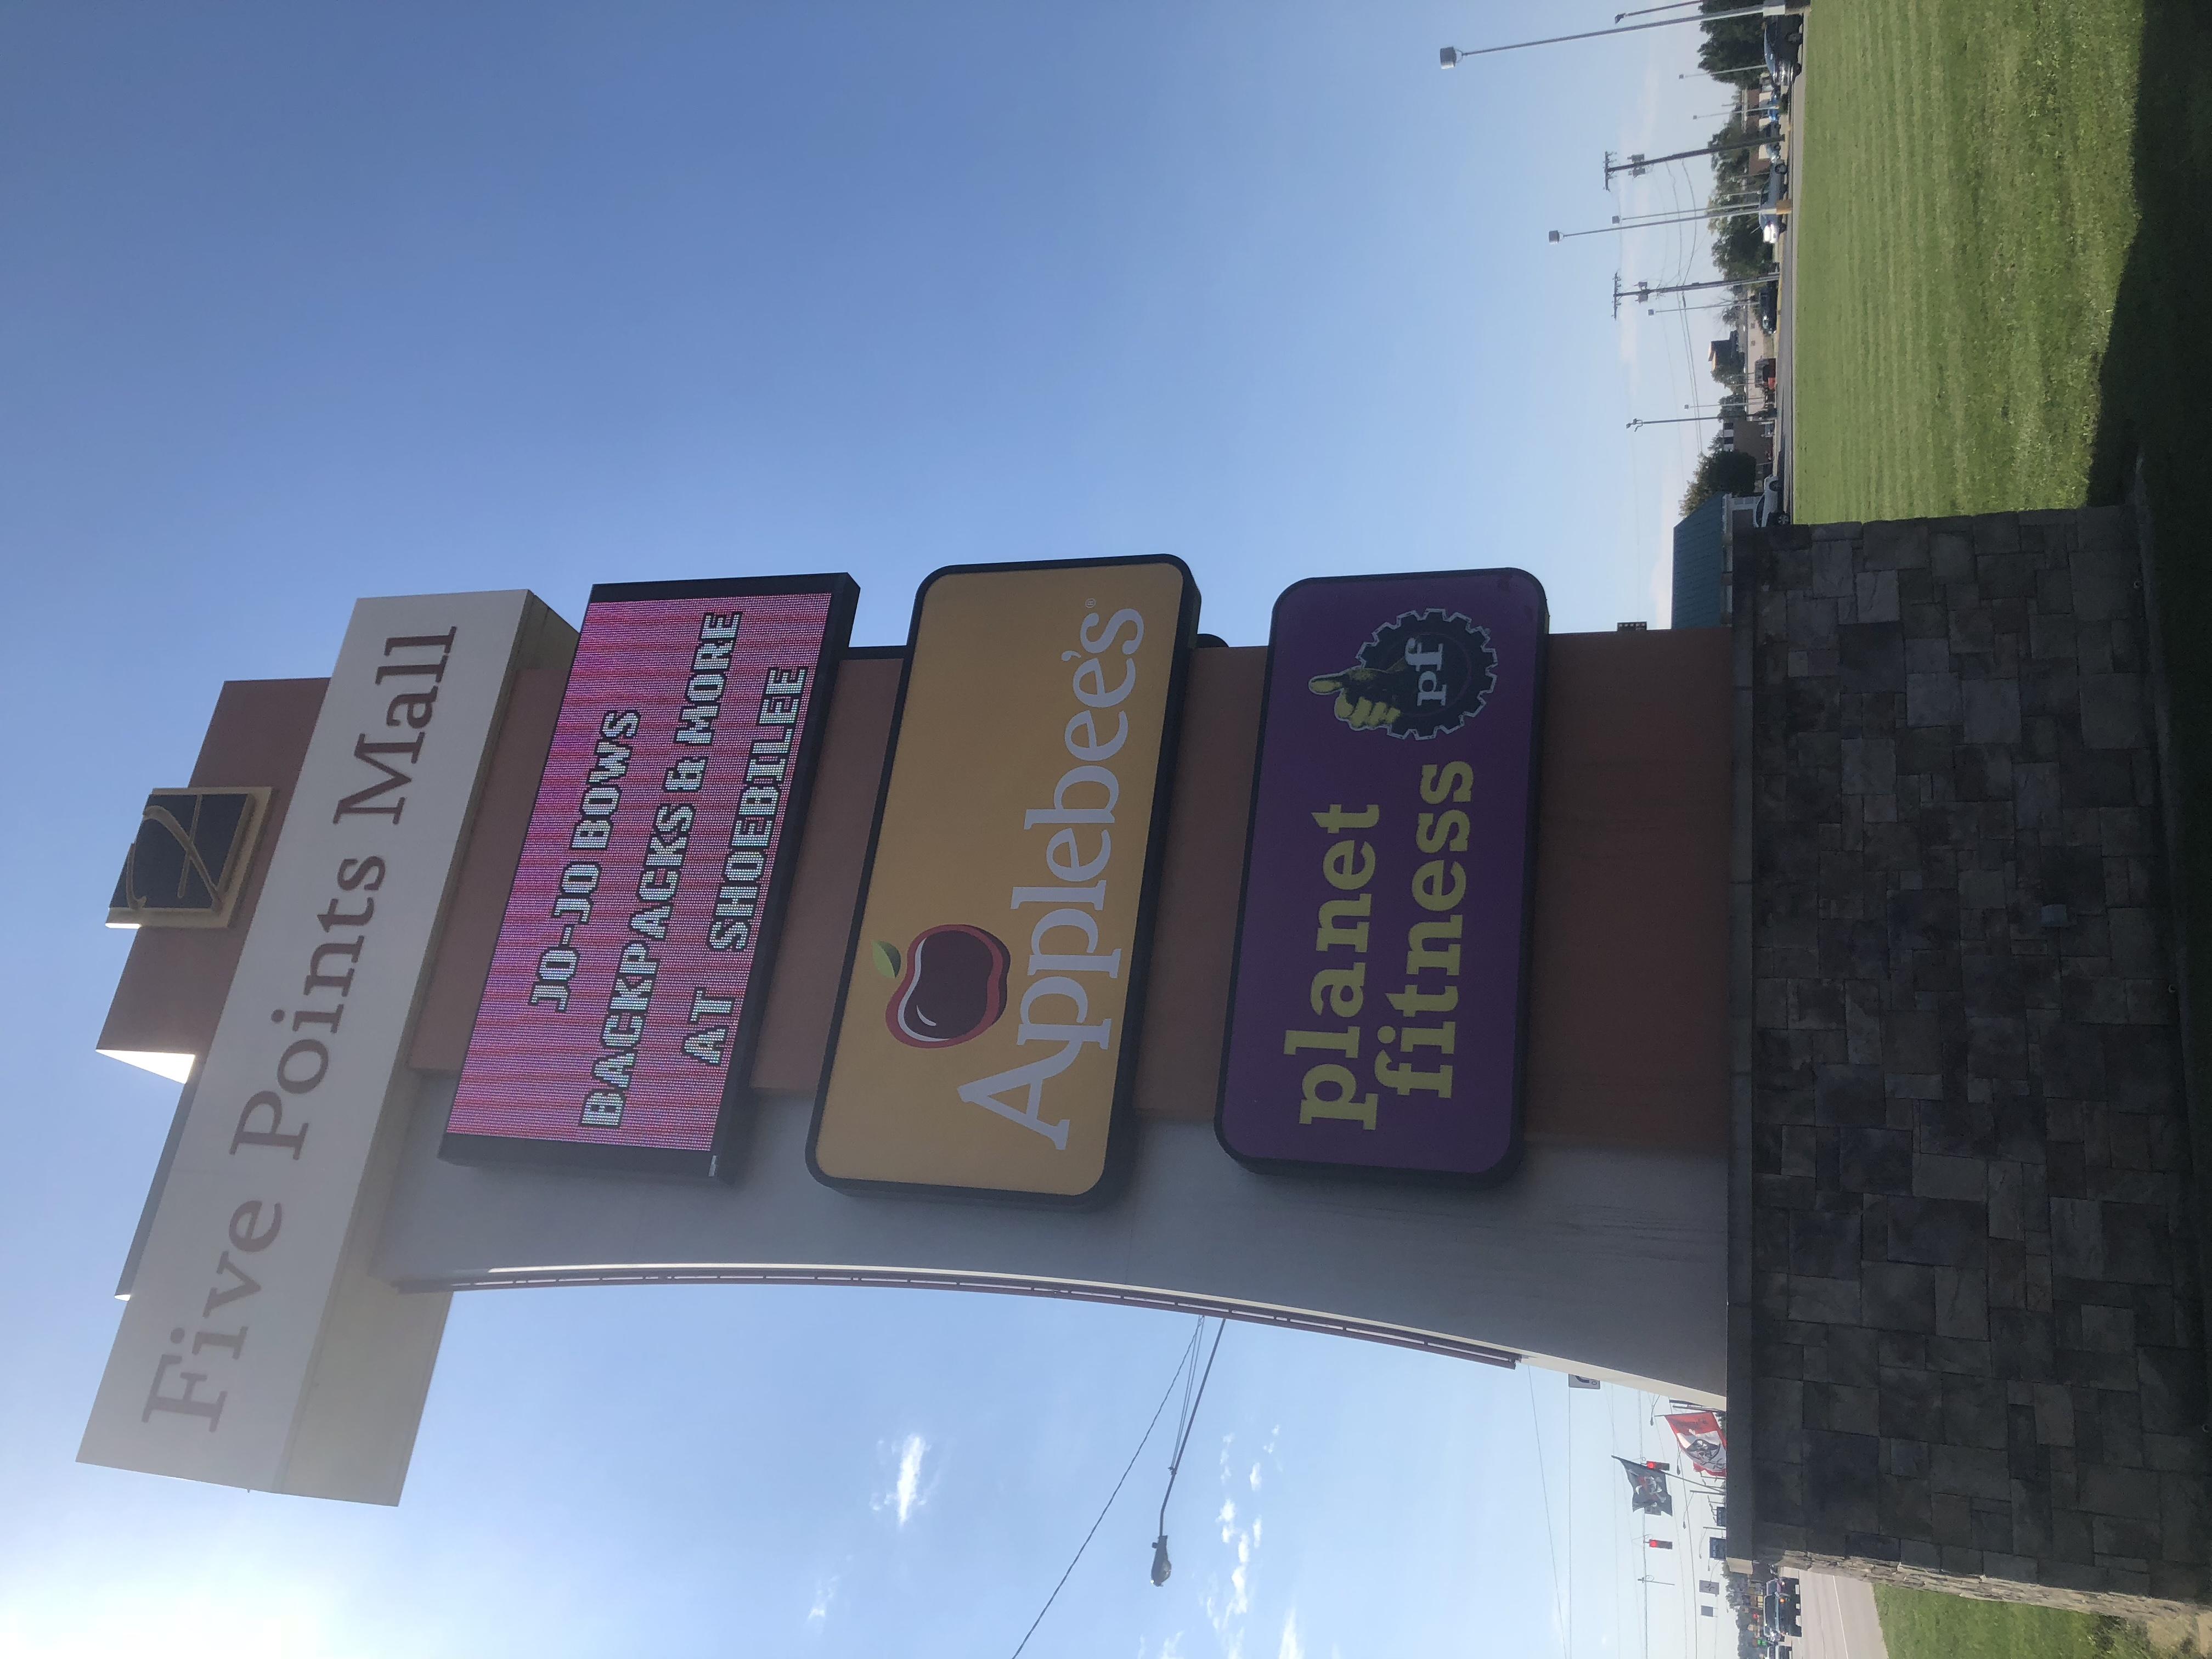 Five Points Mall
JO-JO BOWS
BACKPACKS & MORE
AT SHOEBILEE
Applebee's®
planet
fitness
pf